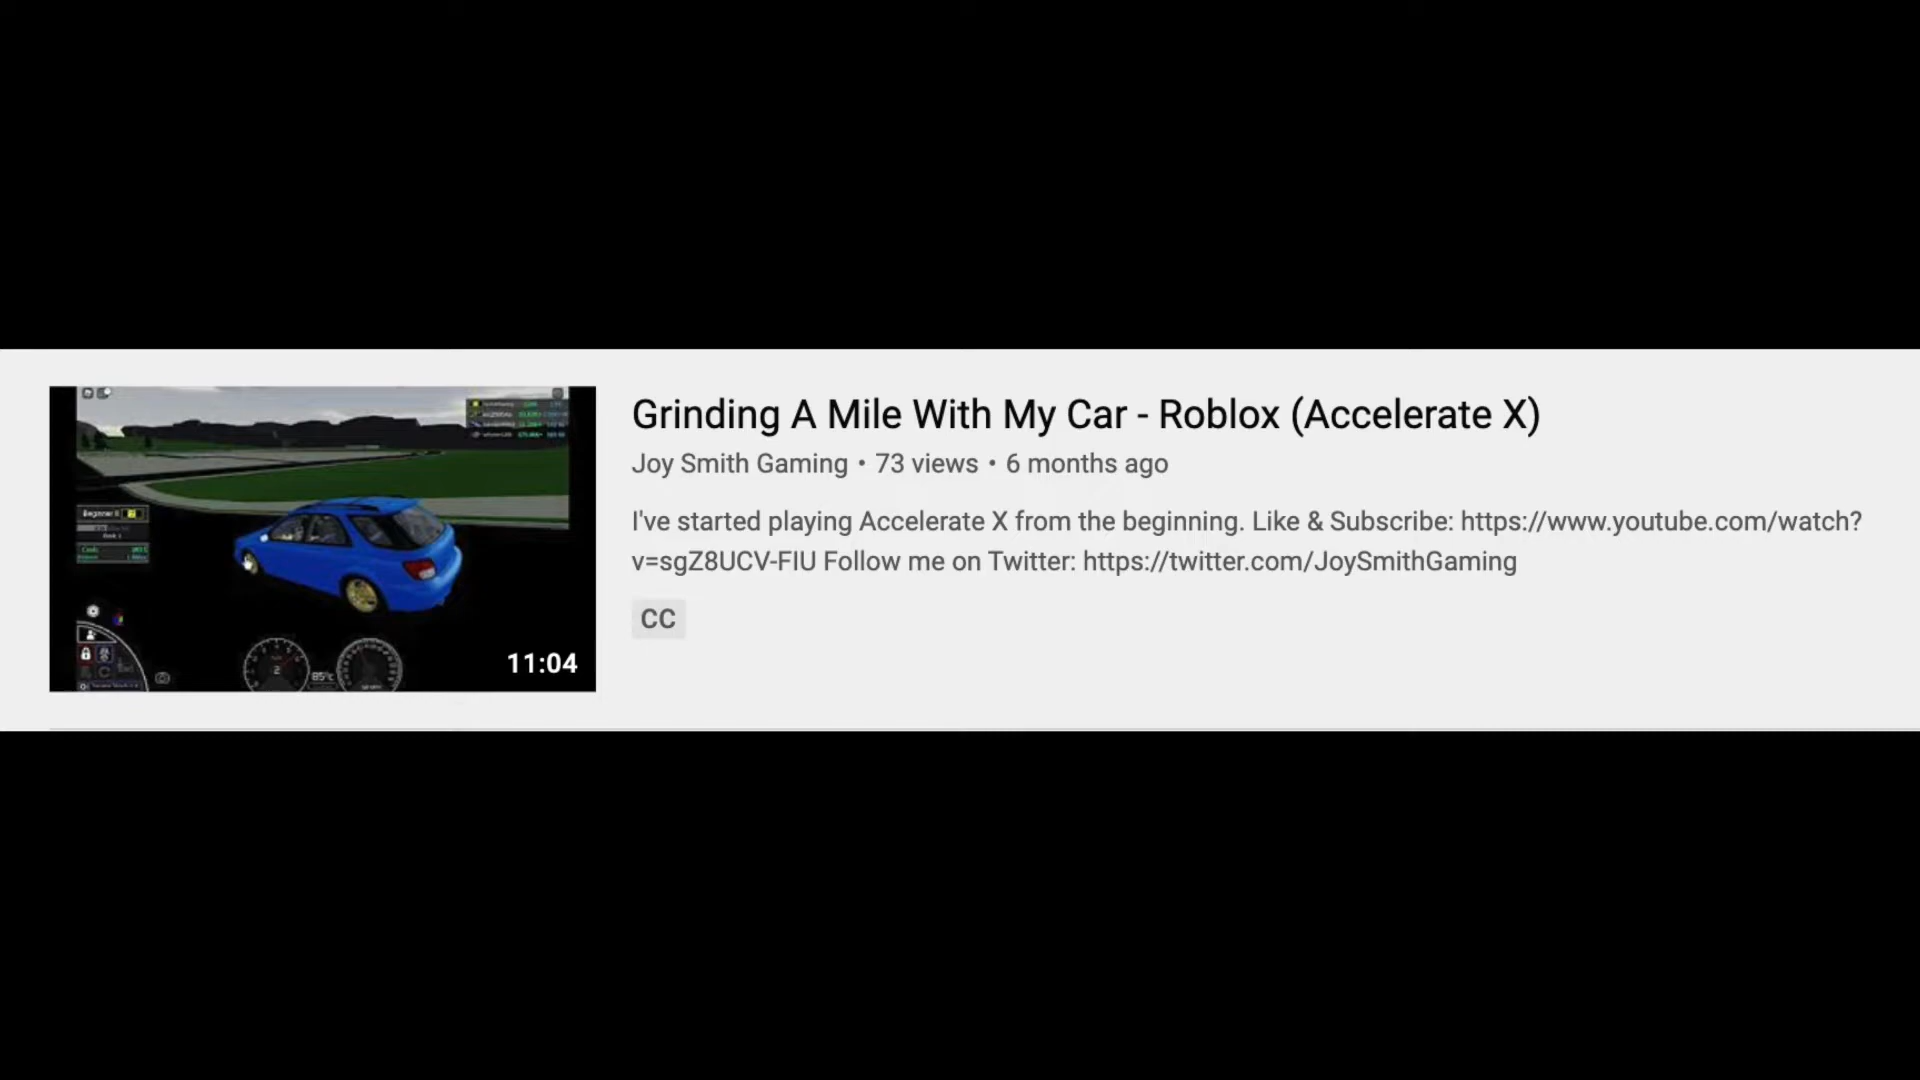 Grinding A Mile With My Car - Roblox (Accelerate X)
Joy Smith Gaming • 73 views • 6 months ago
I've started playing Accelerate X from the beginning. Like & Subscribe: https://www.youtube.com/watch?
v=sgZ8UCV-FIU Follow me on Twitter: https://twitter.com/JoySmithGaming
CC
Beginner
11:04
85°c